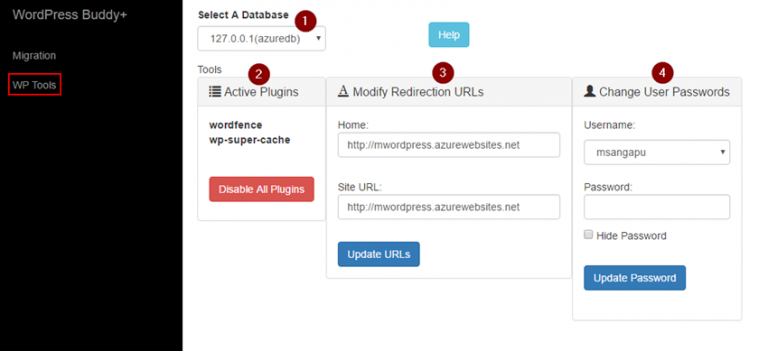 WordPress Buddy+
Migration
WP Tools
Select A Database
1
127.0.0.1(azuredb)
Help
Tools
2
Active Plugins
wordfence
wp-super-cache
Disable All Plugins
3
Modify Redirection URLs
Home:
http://mwordpress.azurewebsites.net
Site URL:
http://mwordpress.azurewebsites.net
Update URLs
4
Change User Passwords
Username:
msangapu
Password:
Hide Password
Update Password